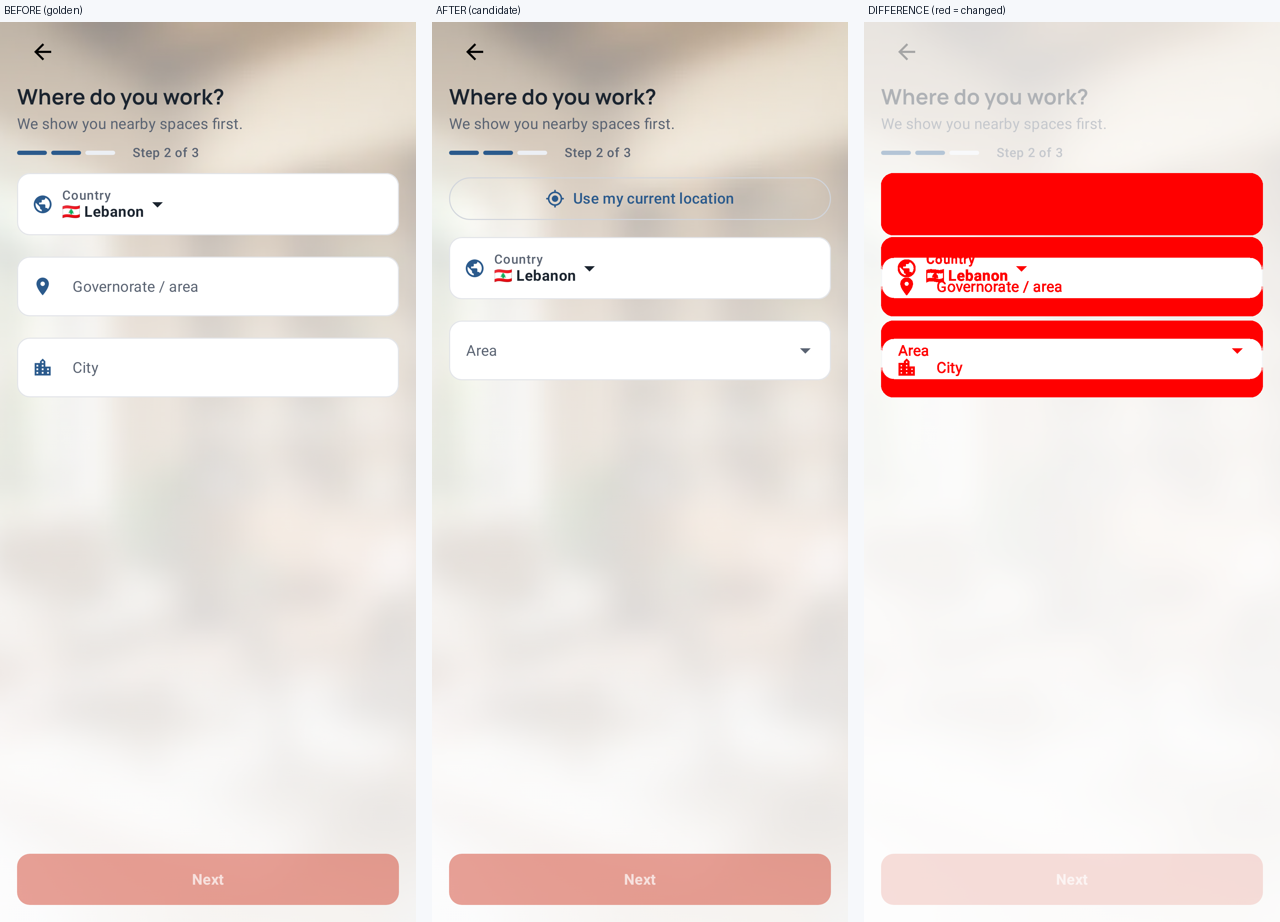 BEFORE (golden)
Where do you work?
We show you nearby spaces first.
Step 2 of 3
Country
🇱🇧 Lebanon
Governorate / area
City
Next
AFTER (candidate)
Where do you work?
We show you nearby spaces first.
Step 2 of 3
Use my current location
Country
🇱🇧 Lebanon
Area
Next
DIFFERENCE (red = changed)
Where do you work?
We show you nearby spaces first.
Step 2 of 3
Country
Lebanon
Governorate / area
Area
City
Next